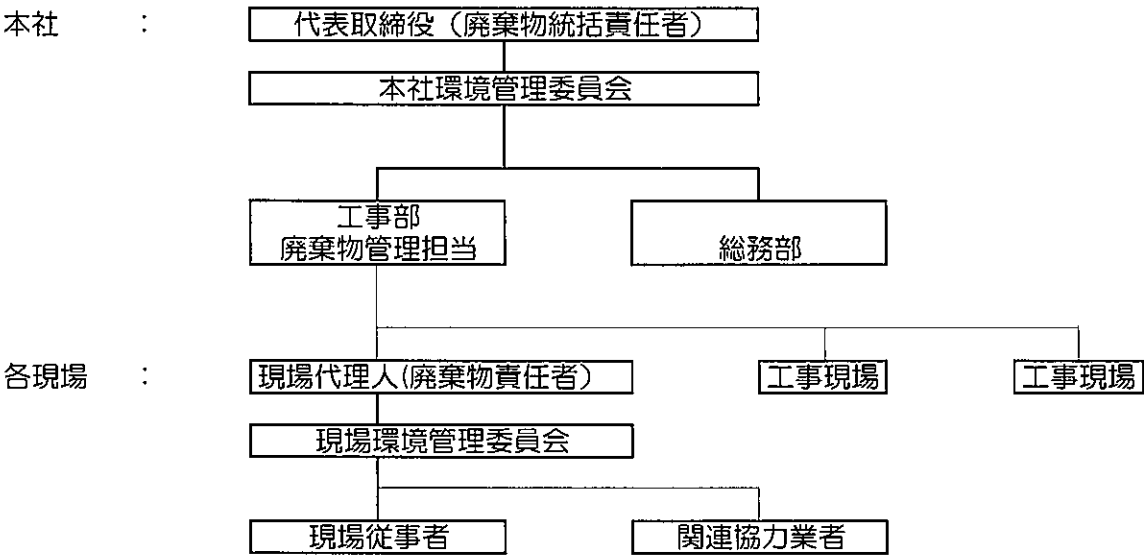 本社 : 代表取締役（廃棄物統括責任者）
本社環境管理委員会
工事部
廃棄物管理担当
総務部
各現場 : 現場代理人(廃棄物責任者） 工事現場 工事現場
現場環境管理委員会
現場従事者 関連協力業者